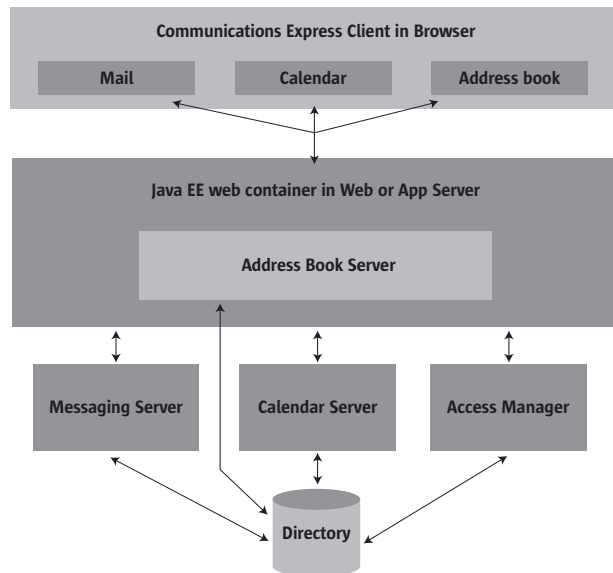 Communications Express Client in Browser
Mail
Calendar
Address book
Java EE web container in Web or App Server
Address Book Server
Messaging Server
Calendar Server
Access Manager
Directory